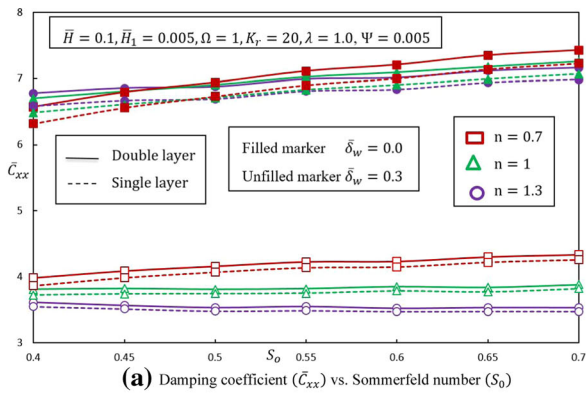 H̄ = 0.1, H̄₁ = 0.005, Ω = 1, Kᵣ = 20, λ = 1.0, Ψ = 0.005
8
7
6
5
4
3
C̄ₓₓ
Double layer
Single layer
Filled marker δ̄_w = 0.0
Unfilled marker δ̄_w = 0.3
n = 0.7
n = 1
n = 1.3
0.4 0.45 0.5 0.55 0.6 0.65 0.7
Sₒ
(a) Damping coefficient (C̄ₓₓ) vs. Sommerfeld number (S₀)